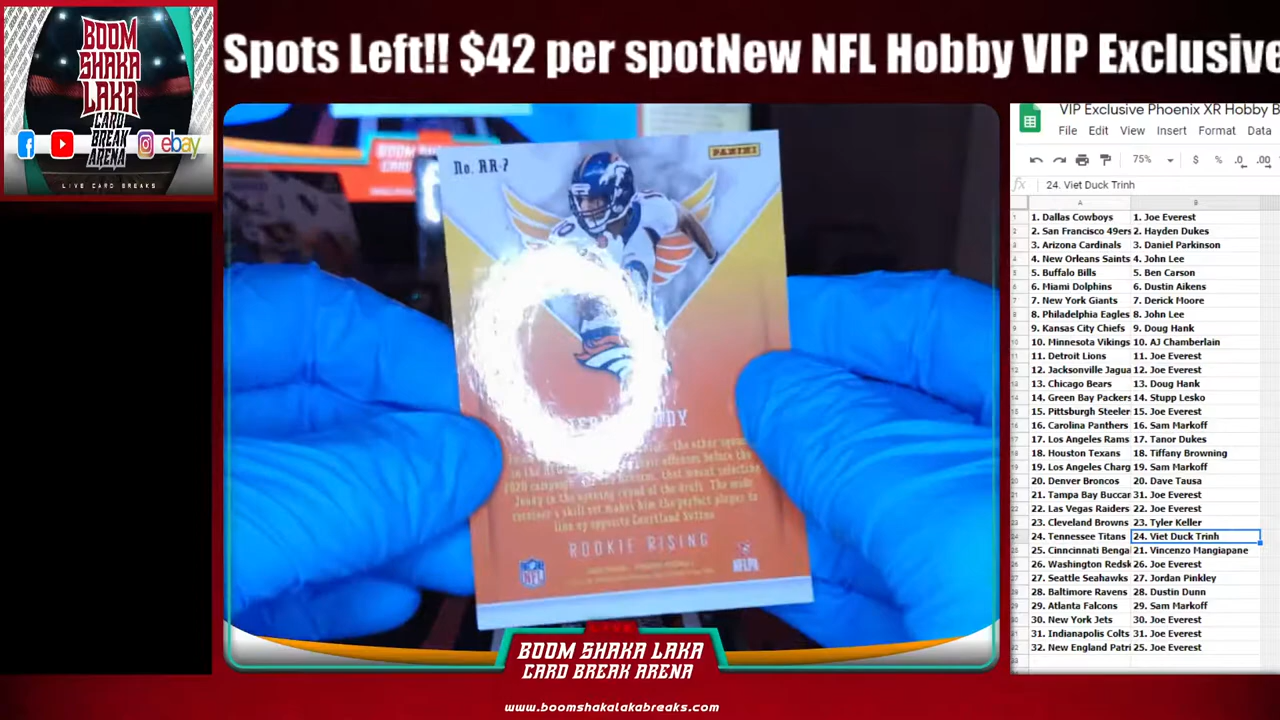 BOOM
SHAKA
LAKA
CARD
BREAK
ARENA
LIVE CARD BREAKS
ebay
Spots Left!! $42 per spotNew NFL Hobby VIP Exclusive
No. RR-7
PANINI
ROOKIE RISING
NFL
NFLPA
BOOM SHAKA LAKA
CARD BREAK ARENA
www.boomshakalakabreaks.com
VIP Exclusive Phoenix XR Hobby B
File Edit View Insert Format Data
75% $ % .0 .00
24. Viet Duck Trinh
A B
1. Dallas Cowboys 1. Joe Everest
2. San Francisco 49ers 2. Hayden Dukes
3. Arizona Cardinals 3. Daniel Parkinson
4. New Orleans Saints 4. John Lee
5. Buffalo Bills 5. Ben Carson
6. Miami Dolphins 6. Dustin Aikens
7. New York Giants 7. Derick Moore
8. Philadelphia Eagles 8. John Lee
9. Kansas City Chiefs 9. Doug Hank
10. Minnesota Vikings 10. AJ Chamberlain
11. Detroit Lions 11. Joe Everest
12. Jacksonville Jagua 12. Joe Everest
13. Chicago Bears 13. Doug Hank
14. Green Bay Packers 14. Stupp Lesko
15. Pittsburgh Steeler 15. Joe Everest
16. Carolina Panthers 16. Sam Markoff
17. Los Angeles Rams 17. Tanor Dukes
18. Houston Texans 18. Tiffany Browning
19. Los Angeles Charg 19. Sam Markoff
20. Denver Broncos 20. Dave Tausa
21. Tampa Bay Buccan 31. Joe Everest
22. Las Vegas Raiders 22. Joe Everest
23. Cleveland Browns 23. Tyler Keller
24. Tennessee Titans 24. Viet Duck Trinh
25. Cinncinnati Benga 21. Vincenzo Mangiapane
26. Washington Redsk 26. Joe Everest
27. Seattle Seahawks 27. Jordan Pinkley
28. Baltimore Ravens 28. Dustin Dunn
29. Atlanta Falcons 29. Sam Markoff
30. New York Jets 30. Joe Everest
31. Indianapolis Colts 31. Joe Everest
32. New England Patri 25. Joe Everest